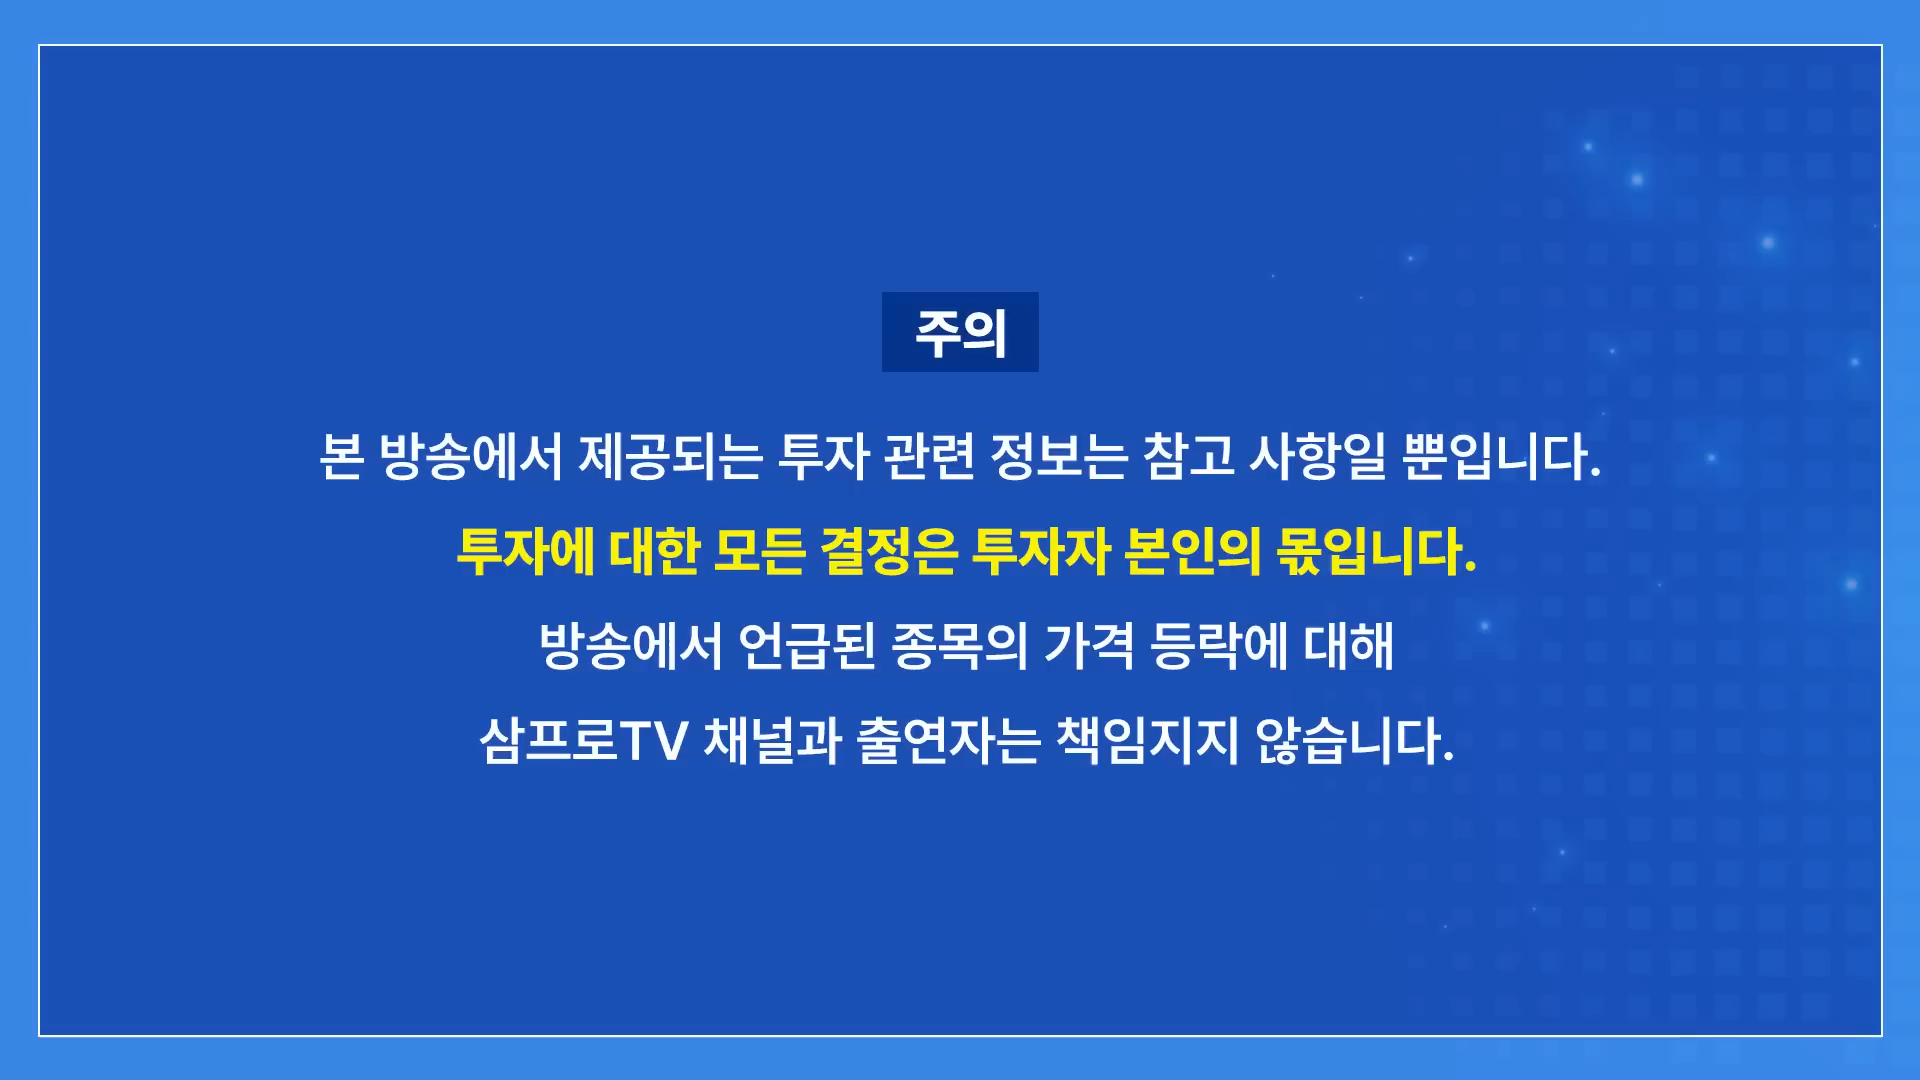 주의
본 방송에서 제공되는 투자 관련 정보는 참고 사항일 뿐입니다.
투자에 대한 모든 결정은 투자자 본인의 몫입니다.
방송에서 언급된 종목의 가격 등락에 대해
삼프로TV 채널과 출연자는 책임지지 않습니다.